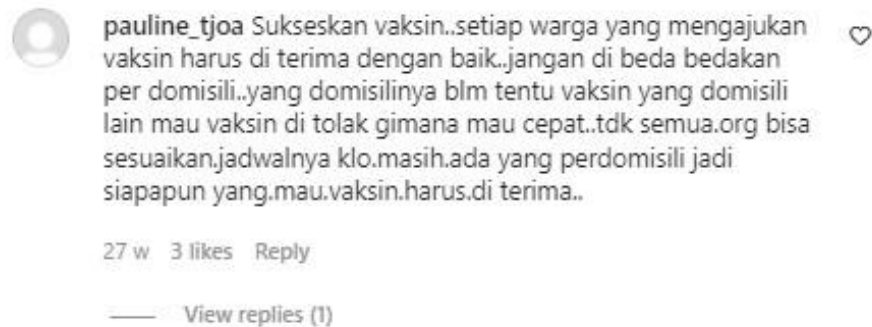 pauline_tjoa Sukseskan vaksin..setiap warga yang mengajukan
vaksin harus di terima dengan baik..jangan di beda bedakan
per domisili..yang domisilinya blm tentu vaksin yang domisili
lain mau vaksin di tolak gimana mau cepat..tdk semua.org bisa
sesuaikan.jadwalnya klo.masih.ada yang perdomisili jadi
siapapun yang.mau.vaksin.harus.di terima..
27 w 3 likes Reply
View replies (1)